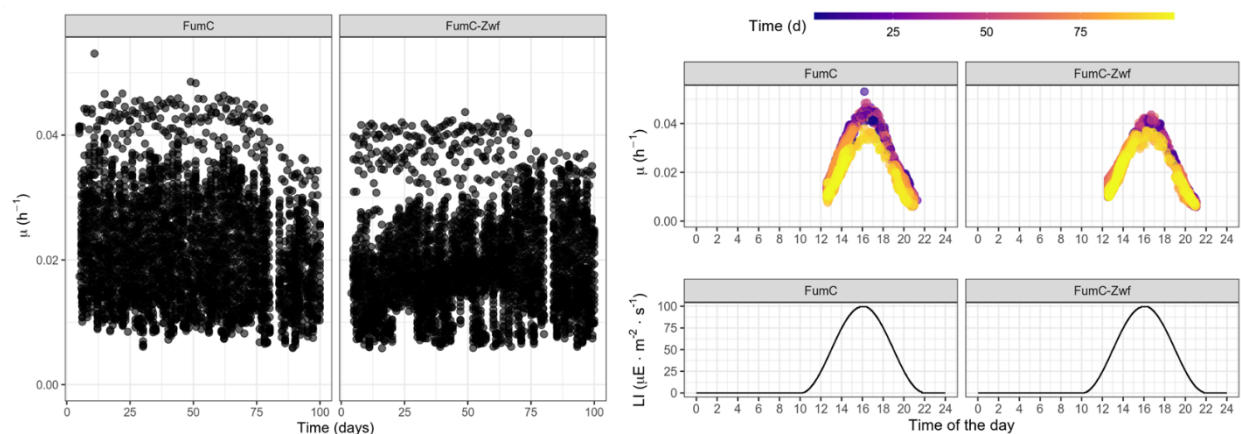 FumC
FumC-Zwf
μ (h⁻¹)
0.04
0.02
0.00
0 25 50 75 100
0 25 50 75 100
Time (days)
Time (d)
25 50 75
FumC
FumC-Zwf
μ (h⁻¹)
0.04
0.02
0.00
0 2 4 6 8 10 12 14 16 18 20 22 24
0 2 4 6 8 10 12 14 16 18 20 22 24
FumC
FumC-Zwf
LI (μE · m⁻² · s⁻¹)
100
75
50
25
0
0 2 4 6 8 10 12 14 16 18 20 22 24
0 2 4 6 8 10 12 14 16 18 20 22 24
Time of the day